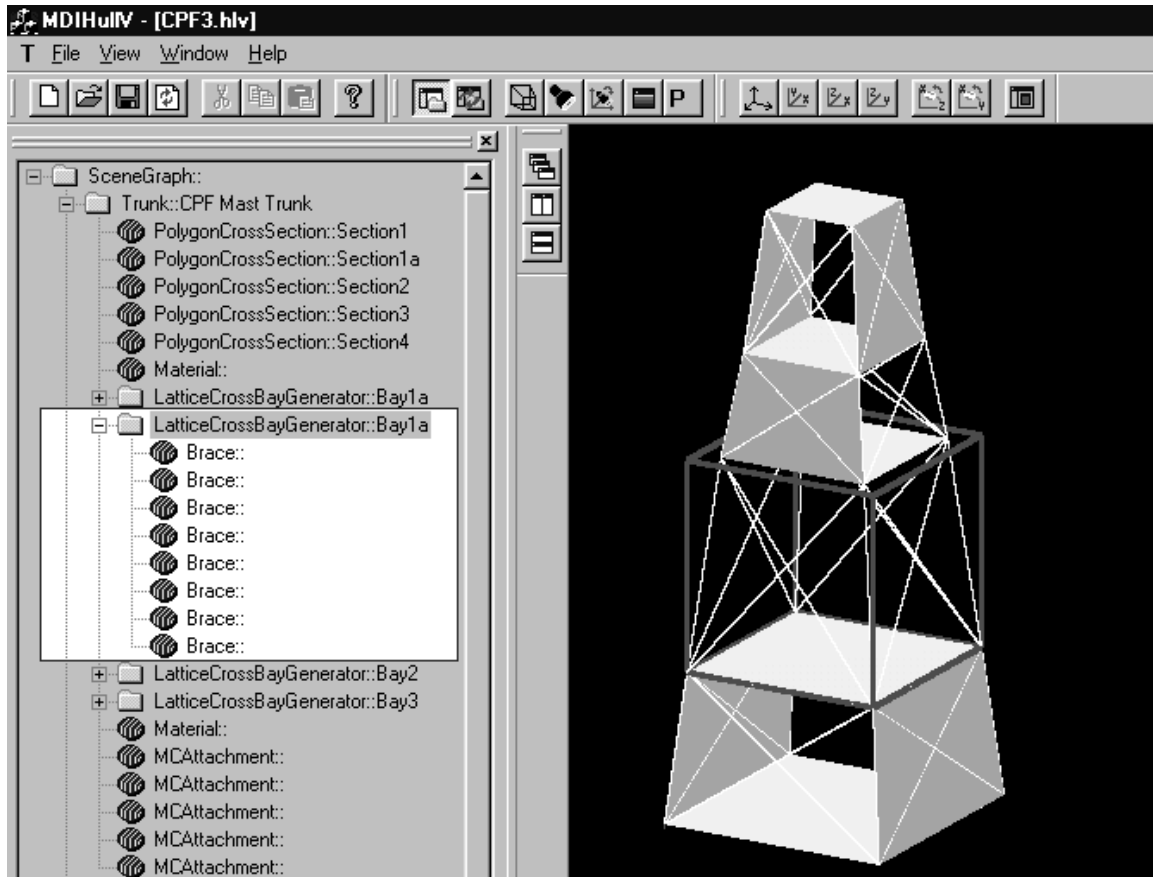 MDIHullV - [CPF3.hlv]
T File View Window Help
P
SceneGraph::
Trunk::CPF Mast Trunk
PolygonCrossSection::Section1
PolygonCrossSection::Section1a
PolygonCrossSection::Section2
PolygonCrossSection::Section3
PolygonCrossSection::Section4
Material::
LatticeCrossBayGenerator::Bay1a
LatticeCrossBayGenerator::Bay1a
Brace::
Brace::
Brace::
Brace::
Brace::
Brace::
Brace::
Brace::
LatticeCrossBayGenerator::Bay2
LatticeCrossBayGenerator::Bay3
Material::
MCAttachment::
MCAttachment::
MCAttachment::
MCAttachment::
MCAttachment::